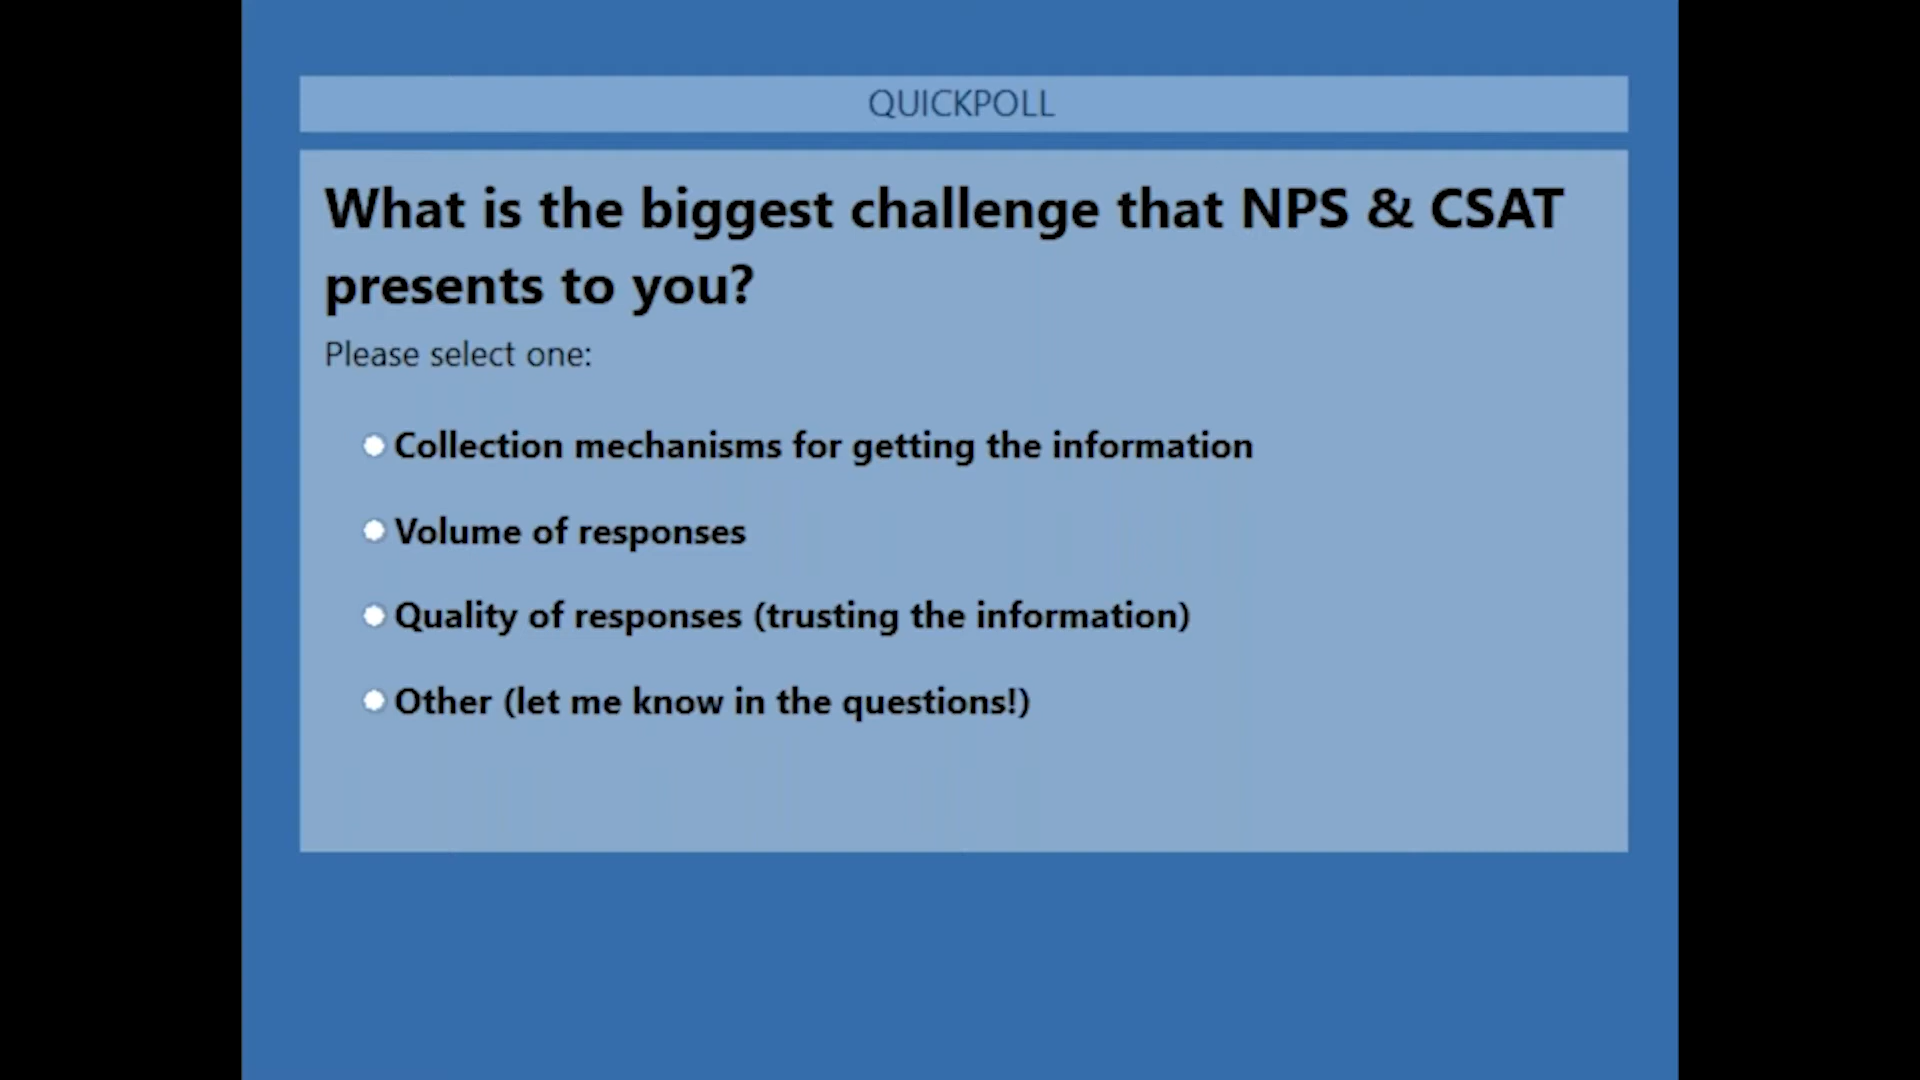 QUICKPOLL
What is the biggest challenge that NPS & CSAT
presents to you?
Please select one:
Collection mechanisms for getting the information
Volume of responses
Quality of responses (trusting the information)
Other (let me know in the questions!)